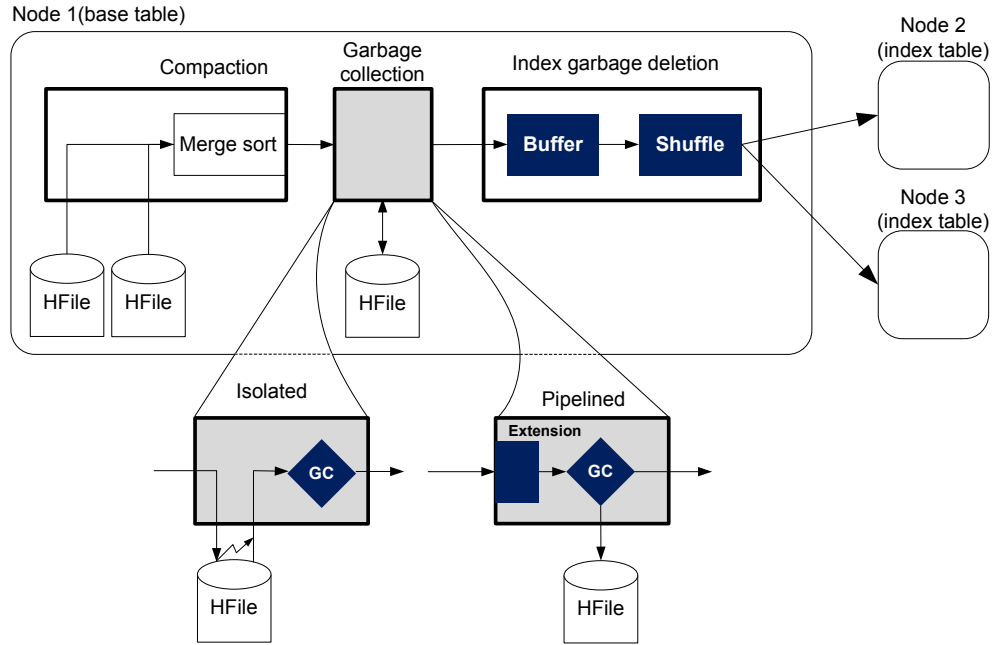 Node 1(base table)
Node 2
(index table)
Garbage
collection
Compaction
Index garbage deletion
Merge sort
Buffer
Shuffle
Node 3
(index table)
HFile
HFile
HFile
Isolated
Pipelined
Extension
GC
GC
HFile
HFile